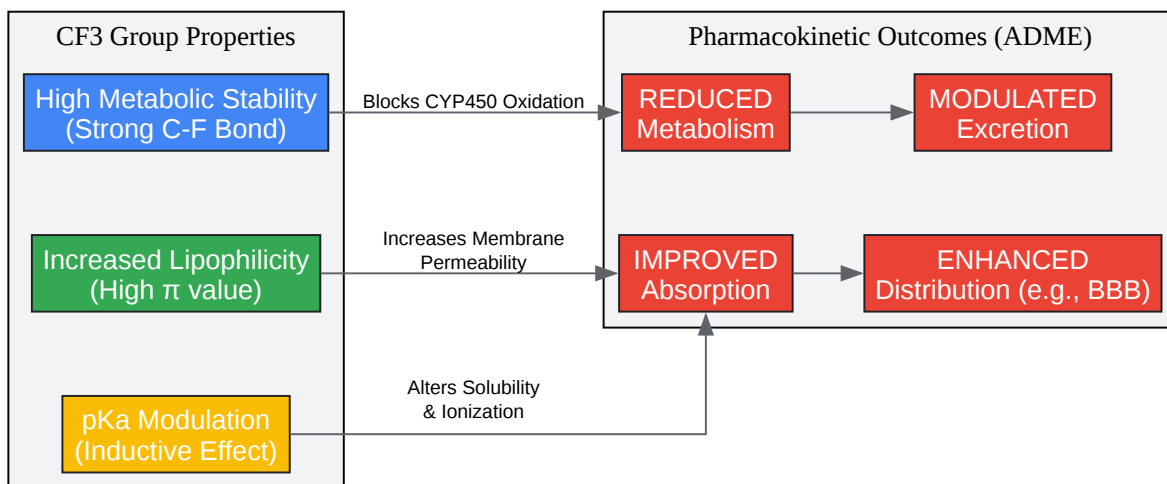 CF3 Group Properties
Pharmacokinetic Outcomes (ADME)
High Metabolic Stability
(Strong C-F Bond)
Blocks CYP450 Oxidation
REDUCED
Metabolism
MODULATED
Excretion
Increased Lipophilicity
(High π value)
Increases Membrane
Permeability
IMPROVED
Absorption
ENHANCED
Distribution (e.g., BBB)
pKa Modulation
(Inductive Effect)
Alters Solubility
& Ionization